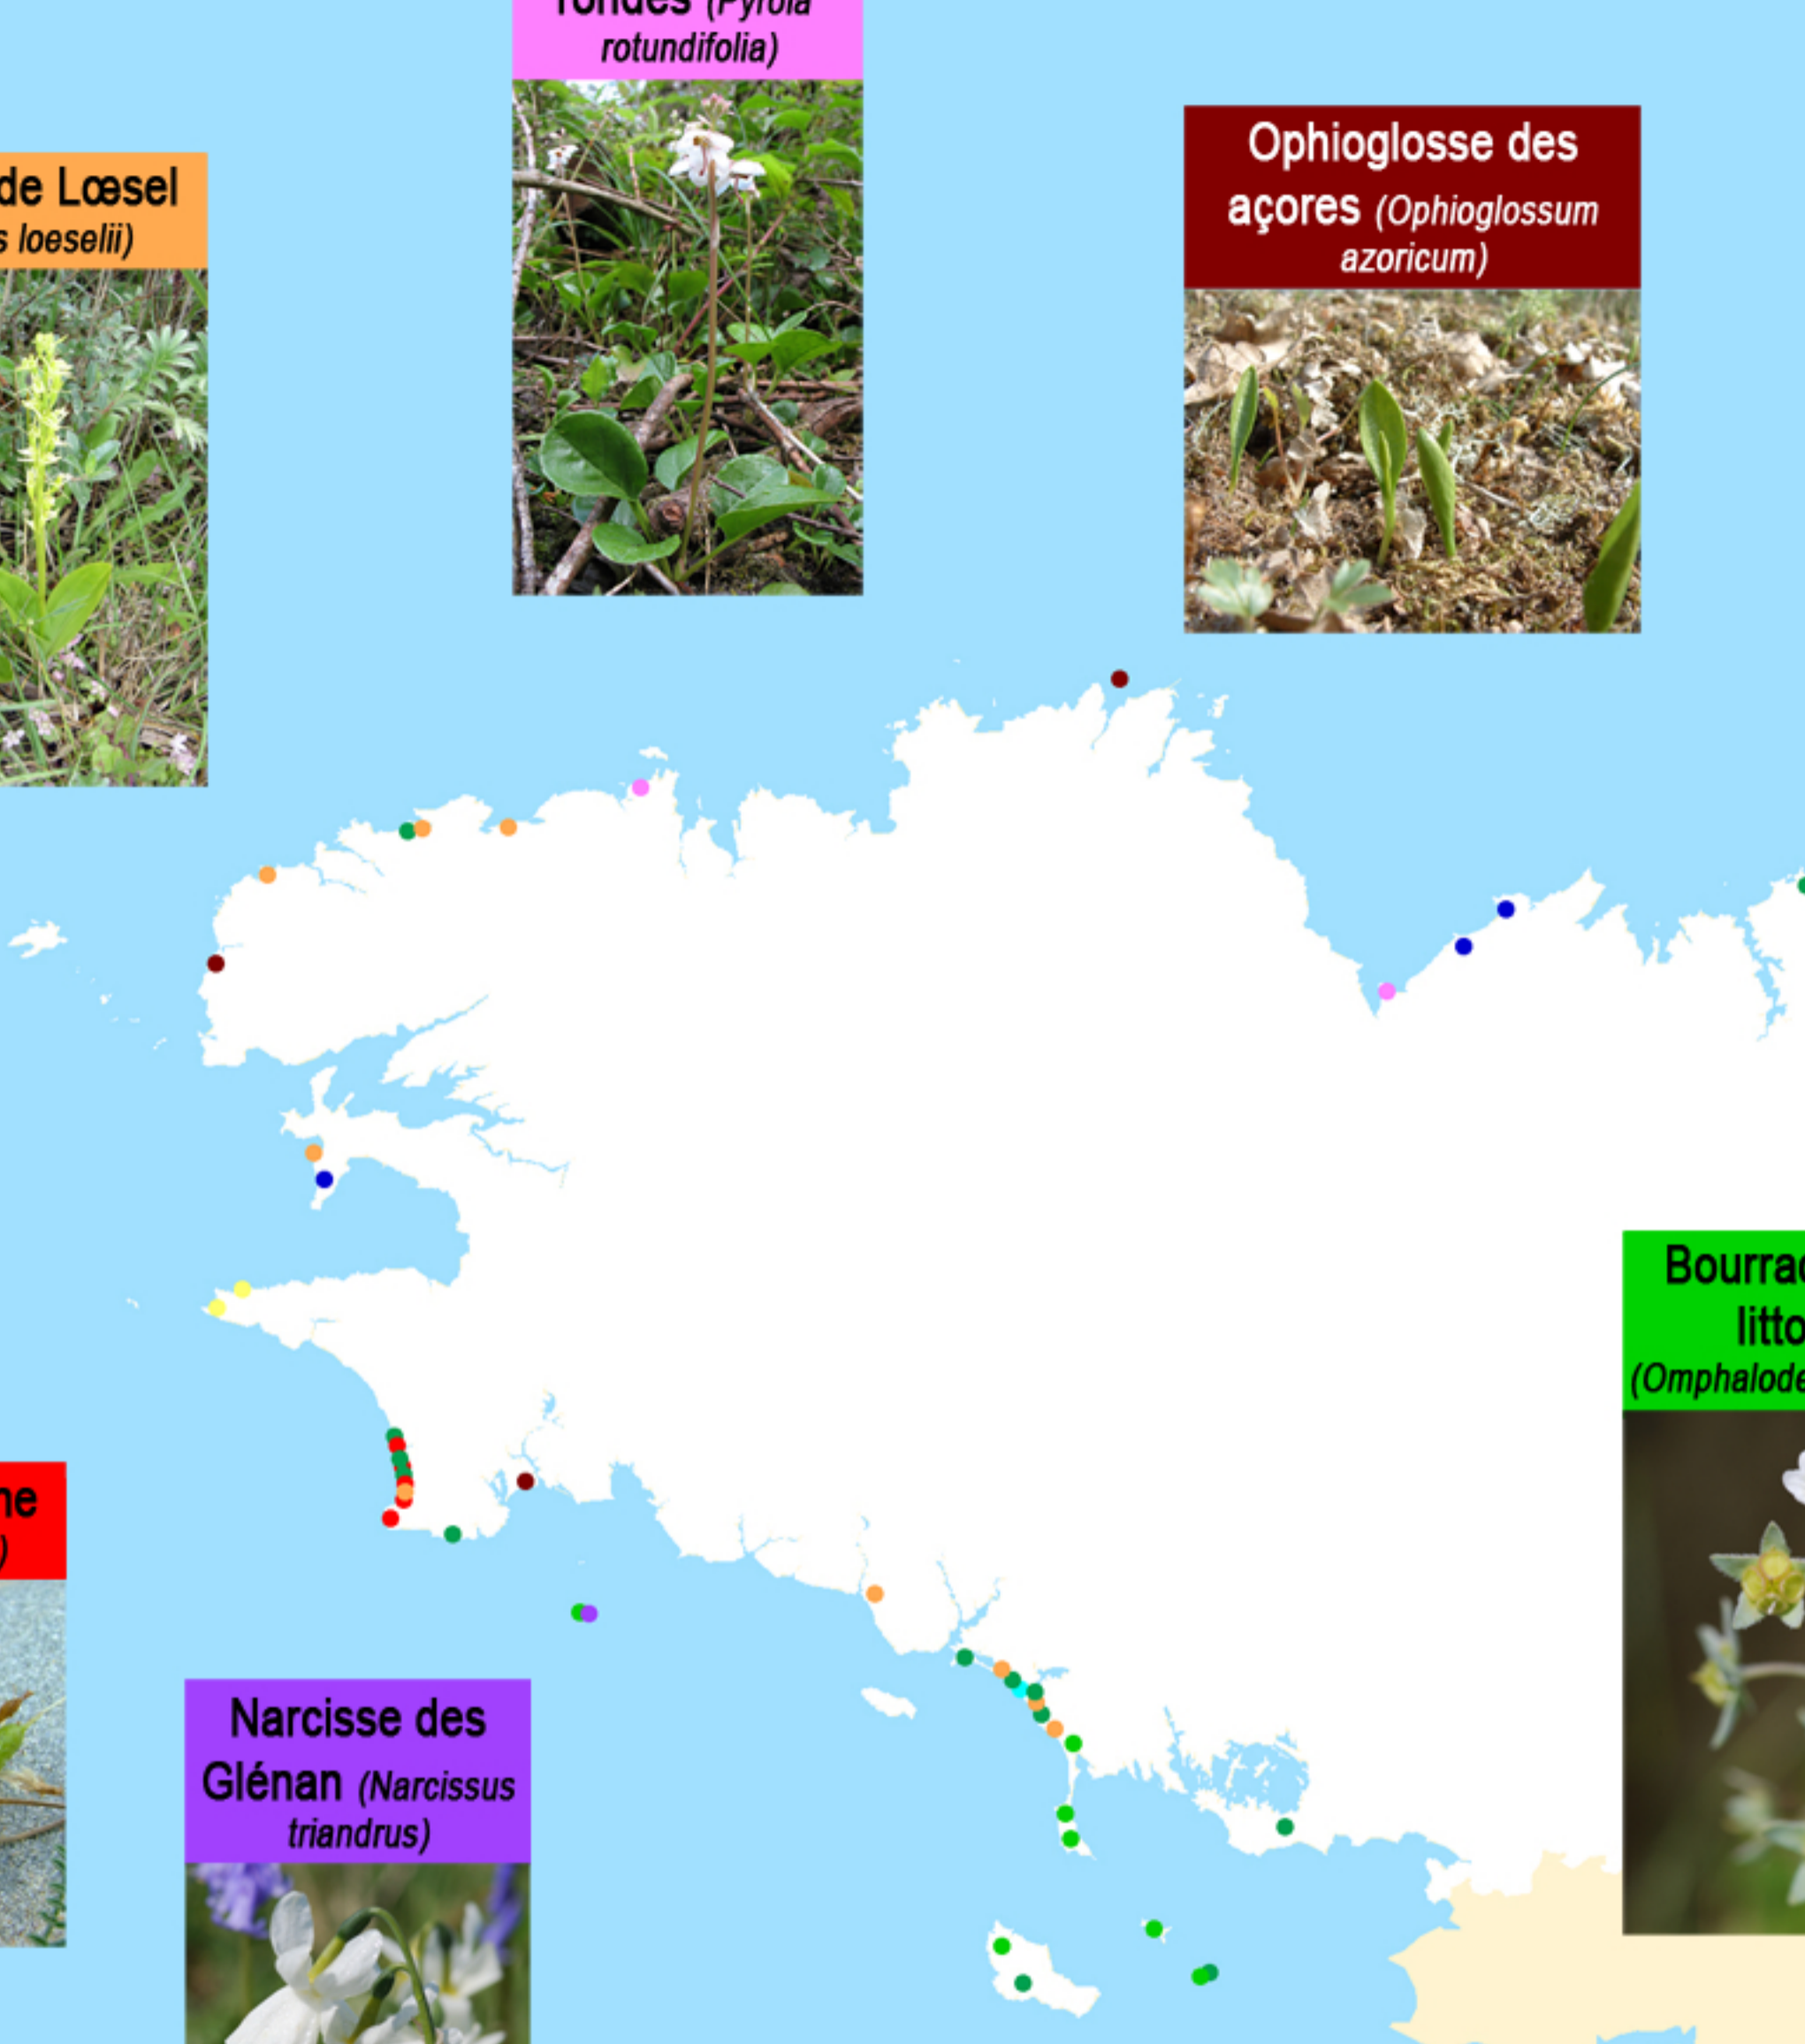 rondes (Pyrola
rotundifolia)
Ophioglosse des
açores (Ophioglossum
azoricum)
de Lœsel
s loeselii)
Bourrac
litto
(Omphalode
ne
)
Narcisse des
Glénan (Narcissus
triandrus)